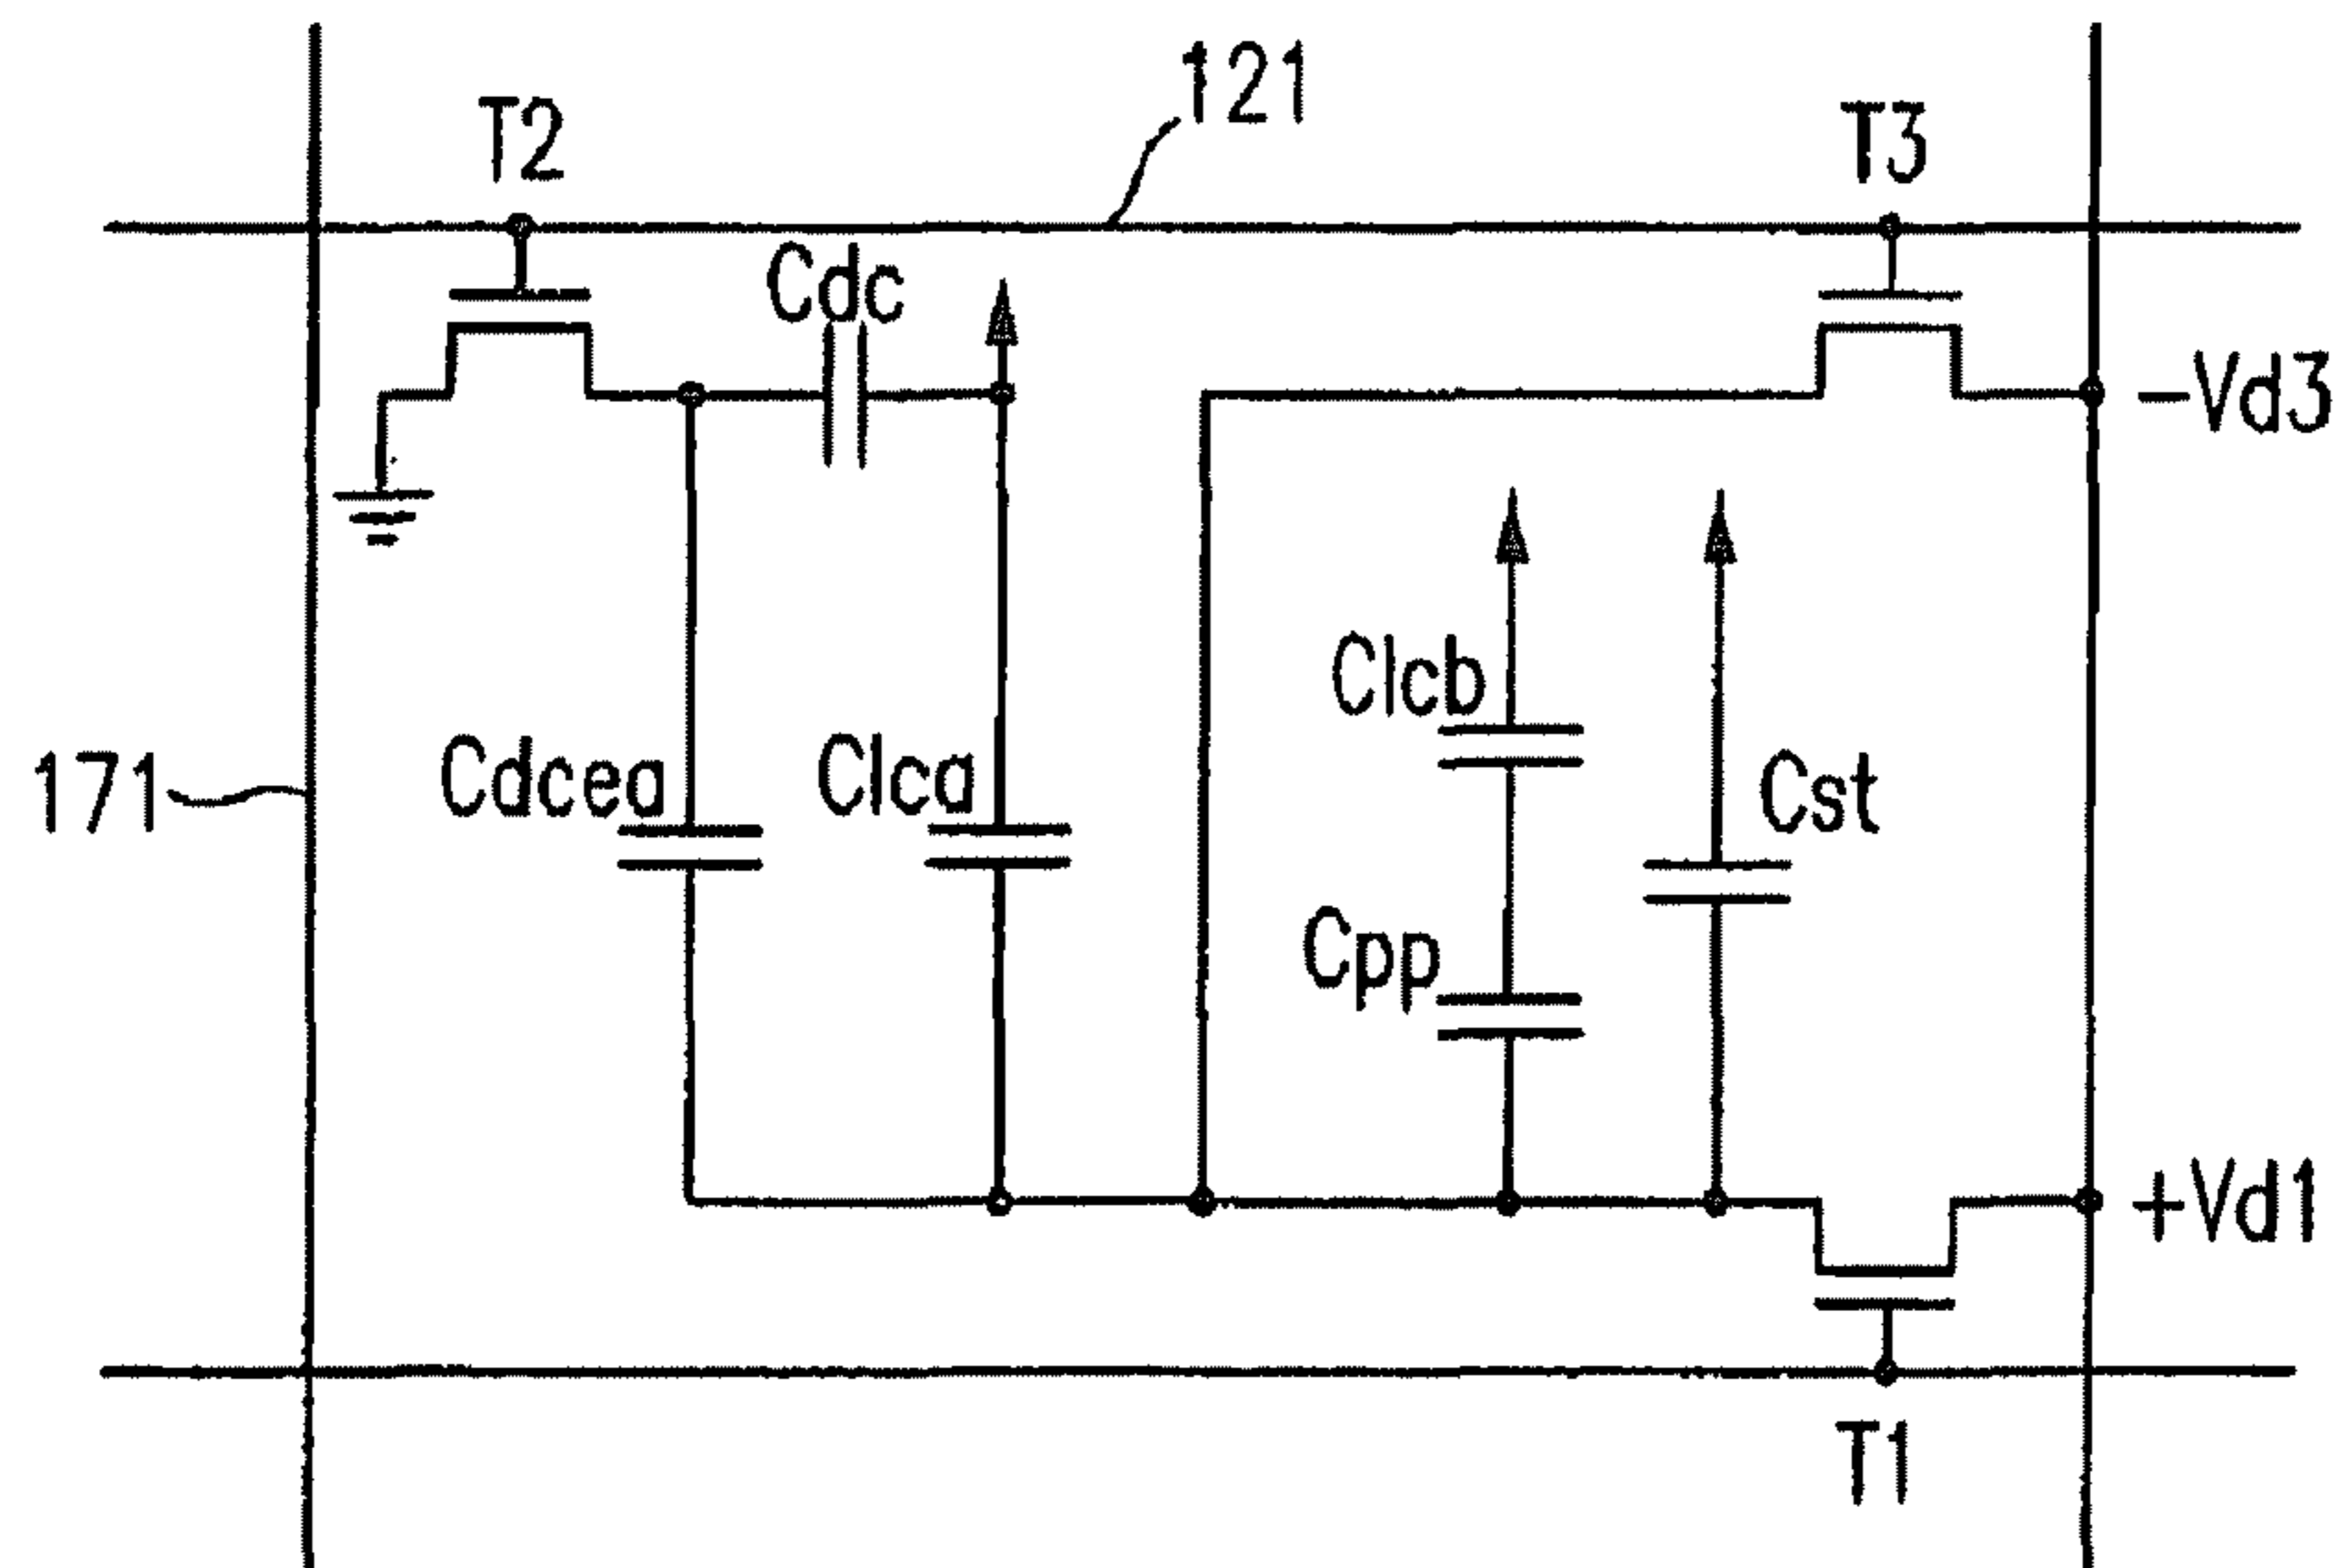 121
T2
T3
Cdc
-Vd3
Clcb
Cdcea
Clca
171
Cst
Cpp
+Vd1
T1